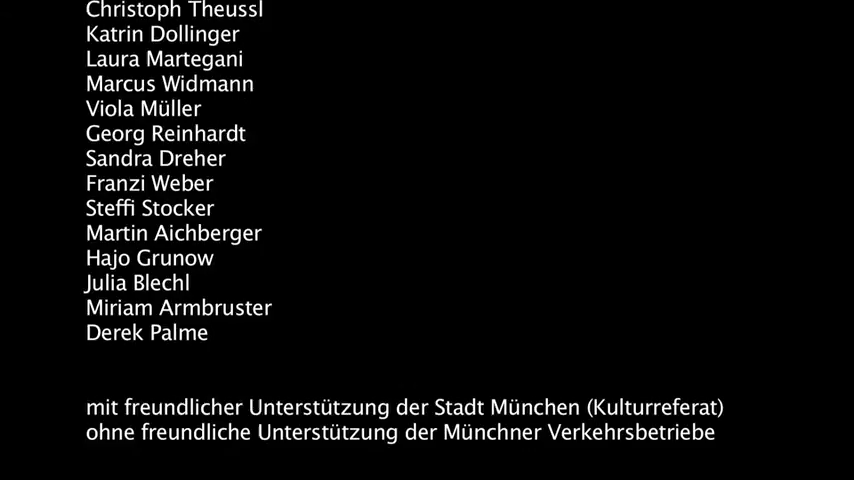 Christoph Theussl
Katrin Dollinger
Laura Martegani
Marcus Widmann
Viola Müller
Georg Reinhardt
Sandra Dreher
Franzi Weber
Steffi Stocker
Martin Aichberger
Hajo Grunow
Julia Blechl
Miriam Armbruster
Derek Palme
mit freundlicher Unterstützung der Stadt München (Kulturreferat)
ohne freundliche Unterstützung der Münchner Verkehrsbetriebe